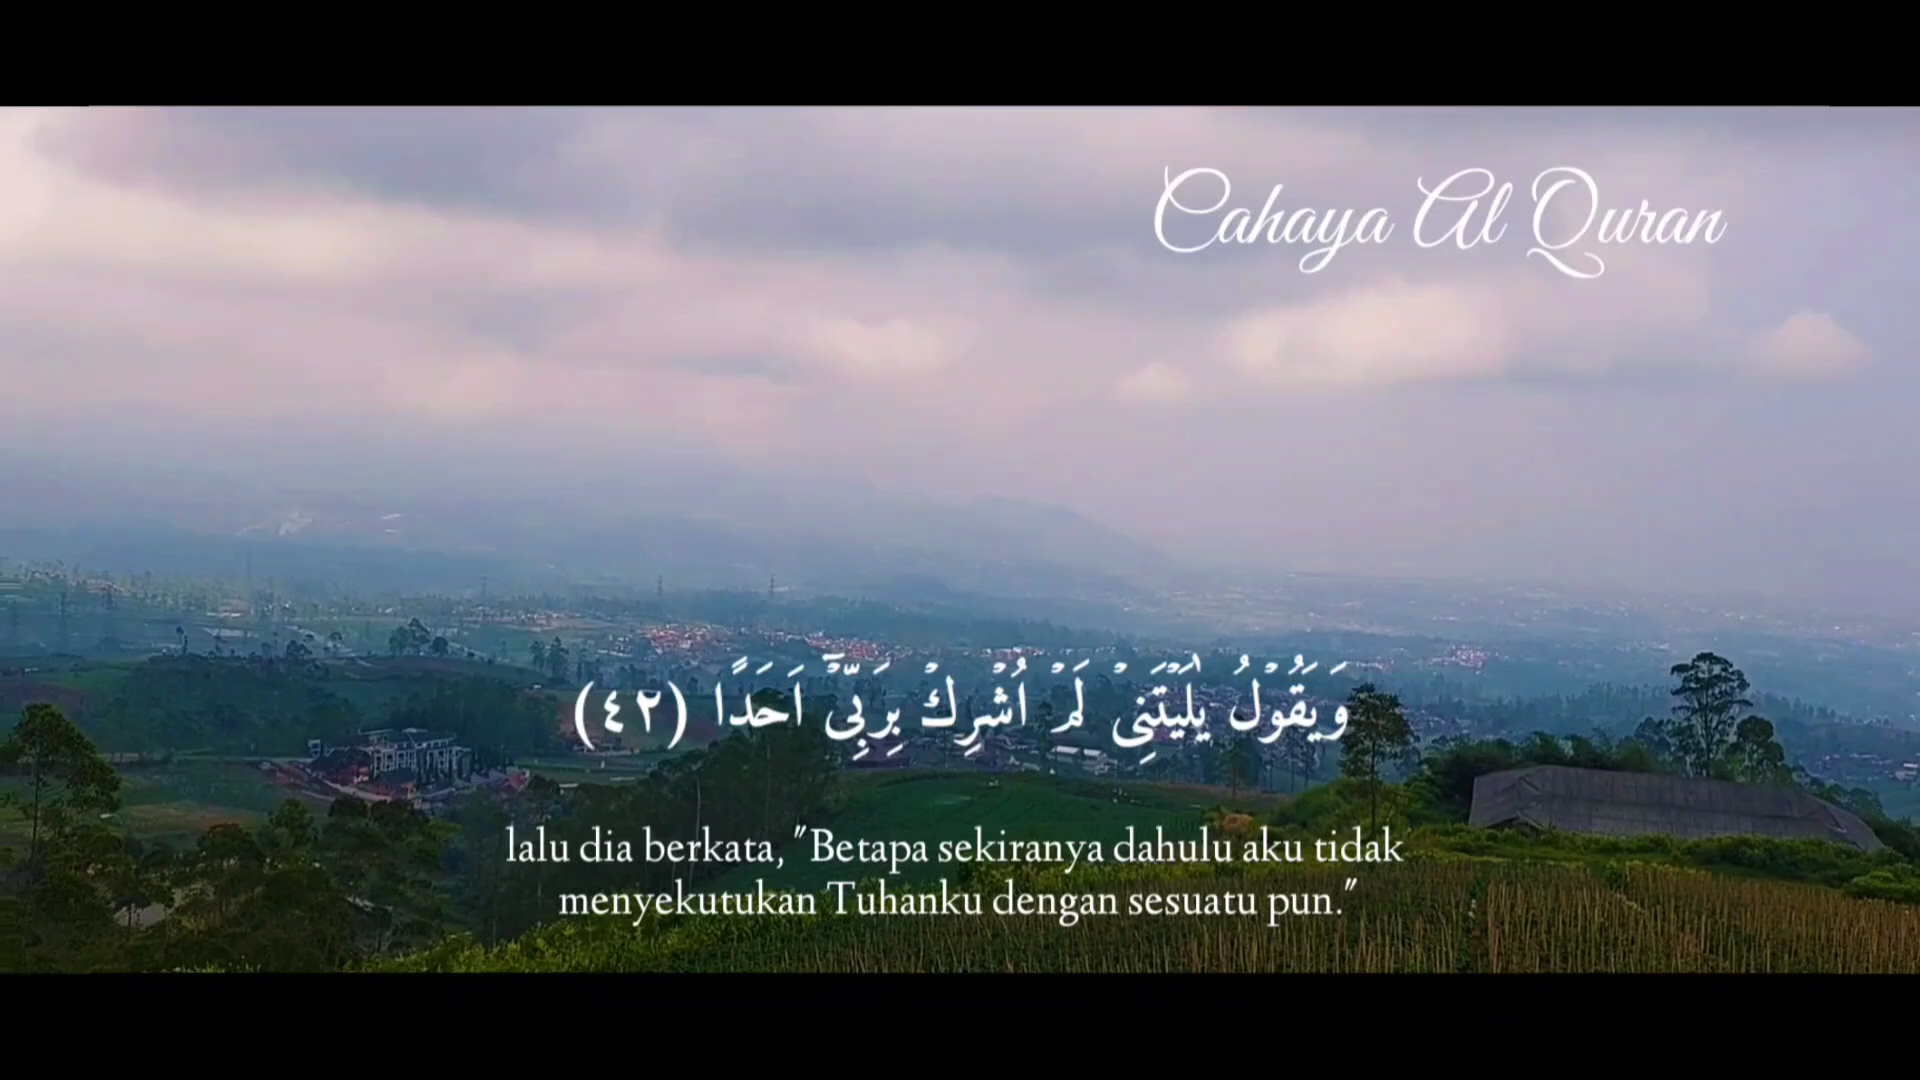 Cahaya Al Quran
وَيَقُوْلُ يٰلَيْتَنِيْ لَمْ اُشْرِكْ بِرَبِّيْٓ اَحَدًا (٤٢)
lalu dia berkata, "Betapa sekiranya dahulu aku tidak
menyekutukan Tuhanku dengan sesuatu pun."